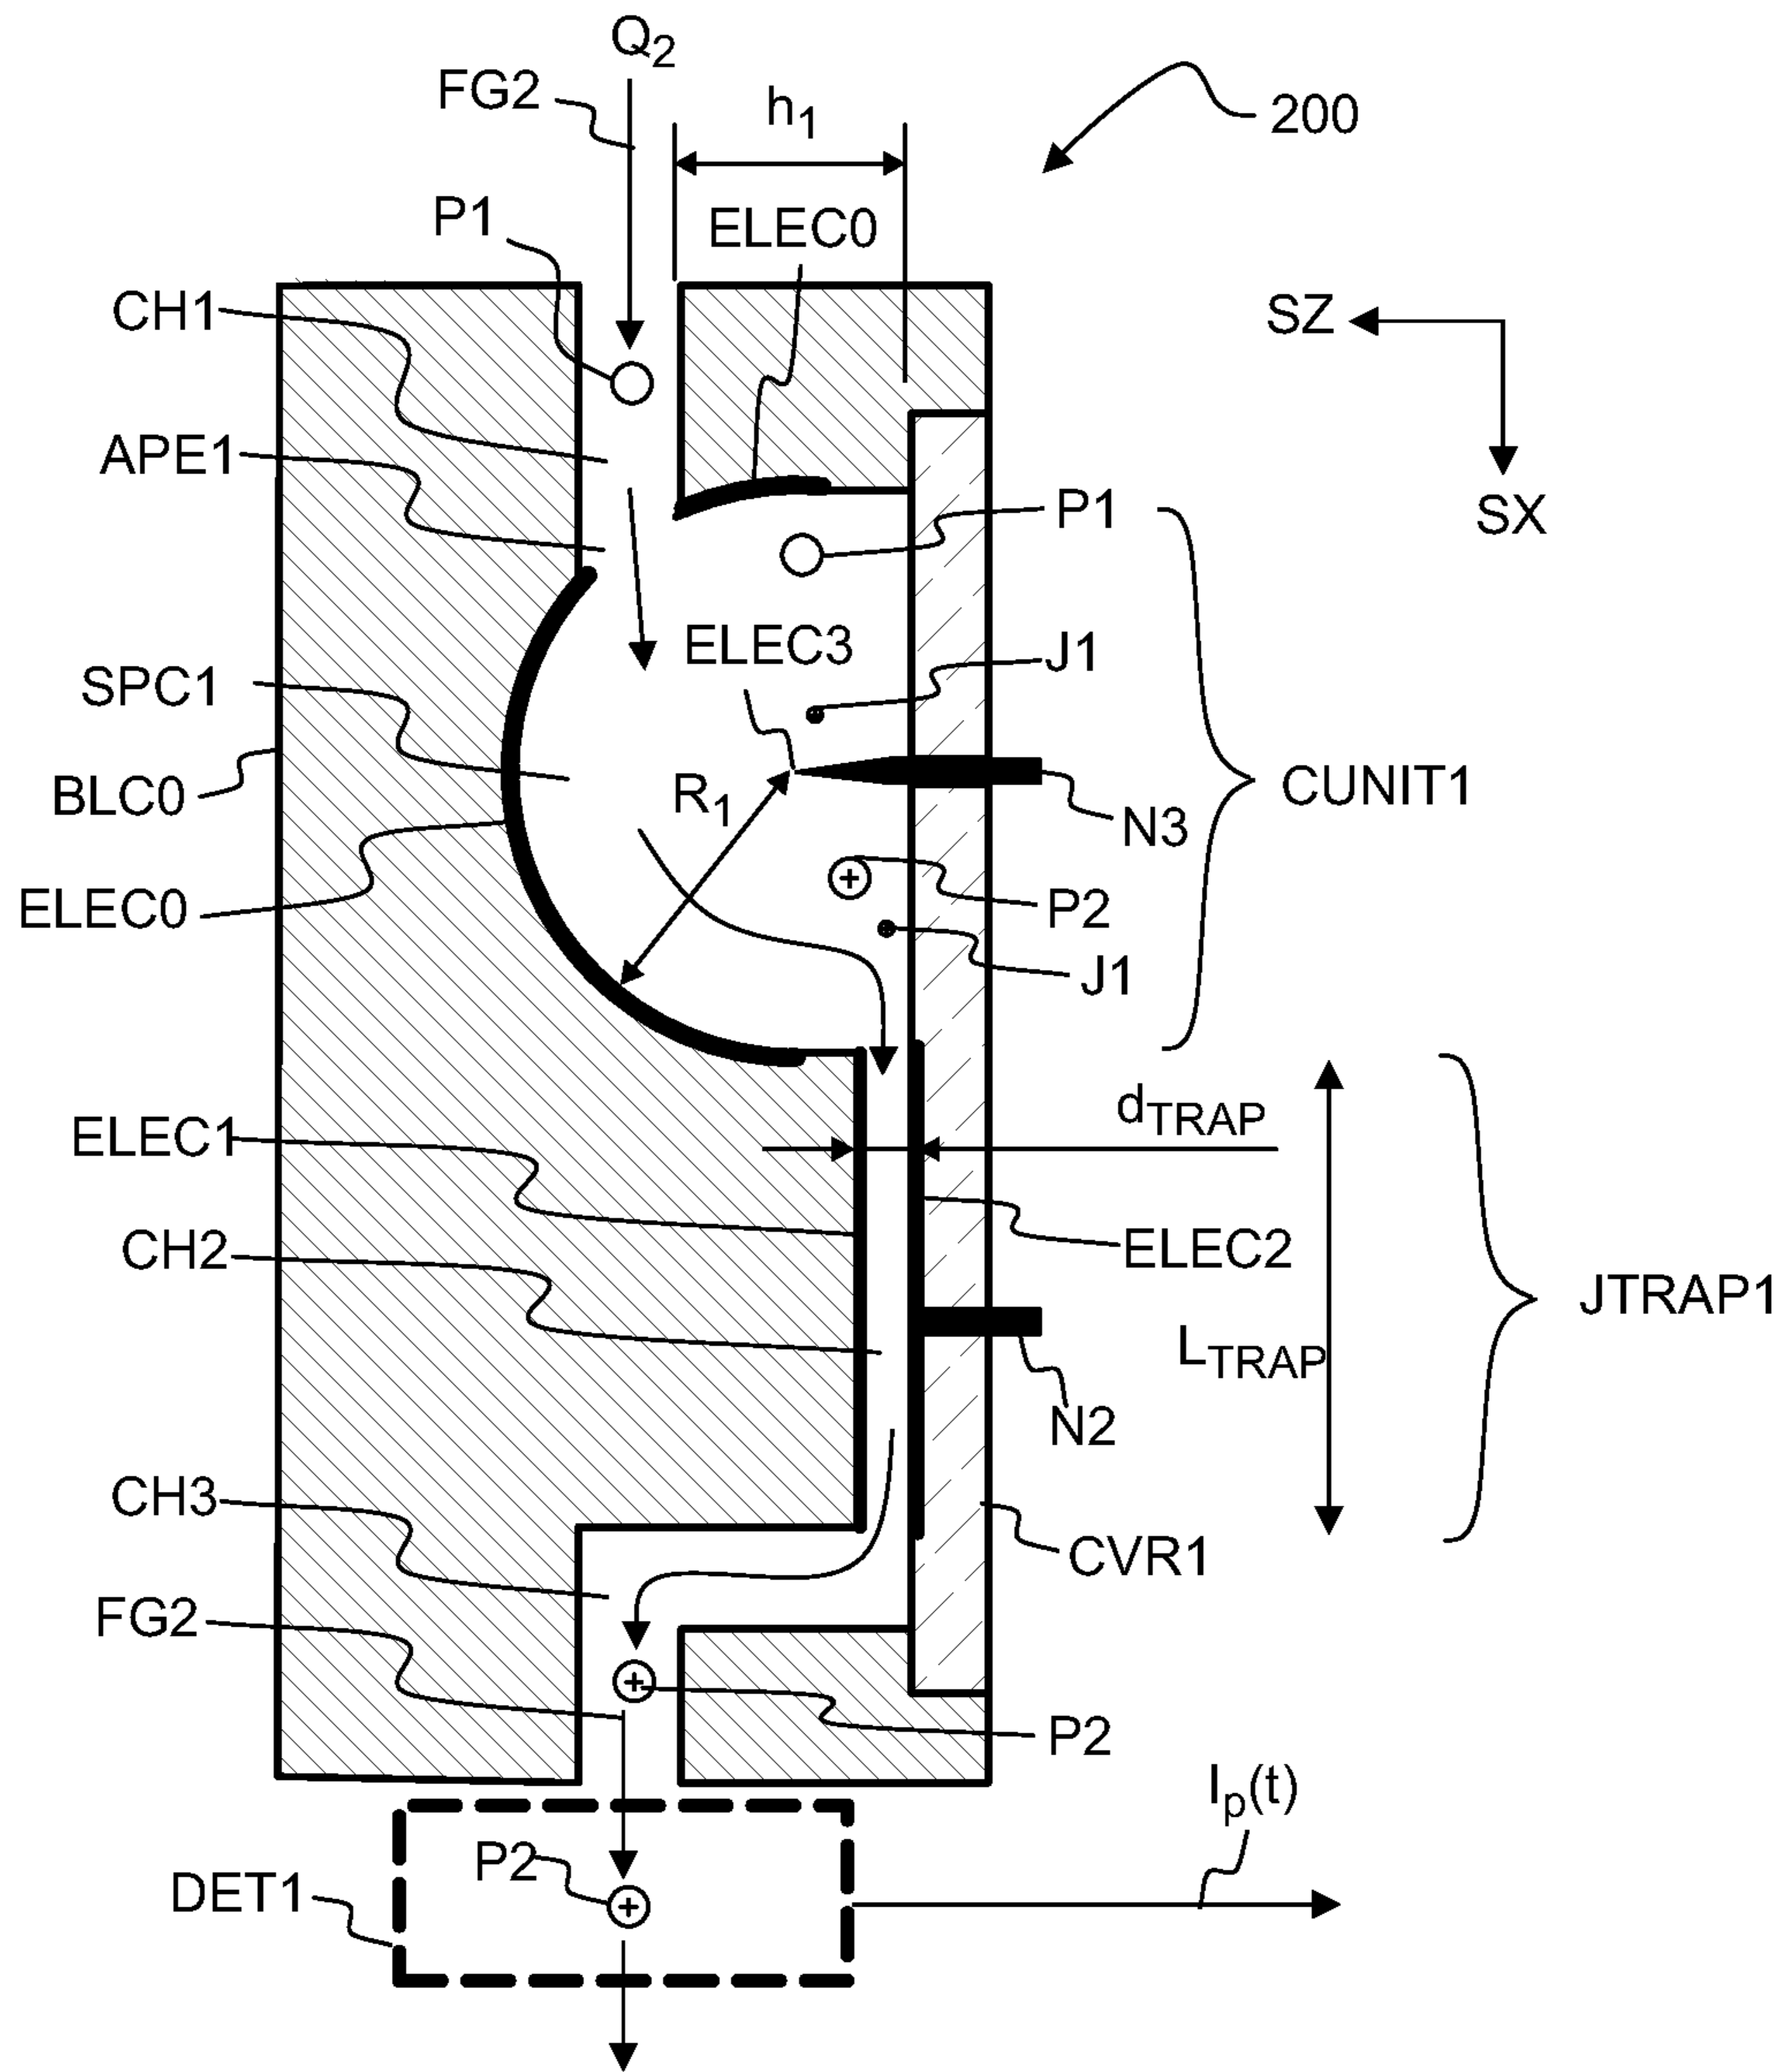 Q2
FG2
h1
200
P1
ELEC0
CH1
SZ
APE1
P1
SX
ELEC3
J1
SPC1
BLC0
R1
CUNIT1
N3
ELEC0
P2
J1
dTRAP
ELEC1
CH2
ELEC2
JTRAP1
LTRAP
N2
CH3
CVR1
FG2
P2
Ip(t)
P2
DET1